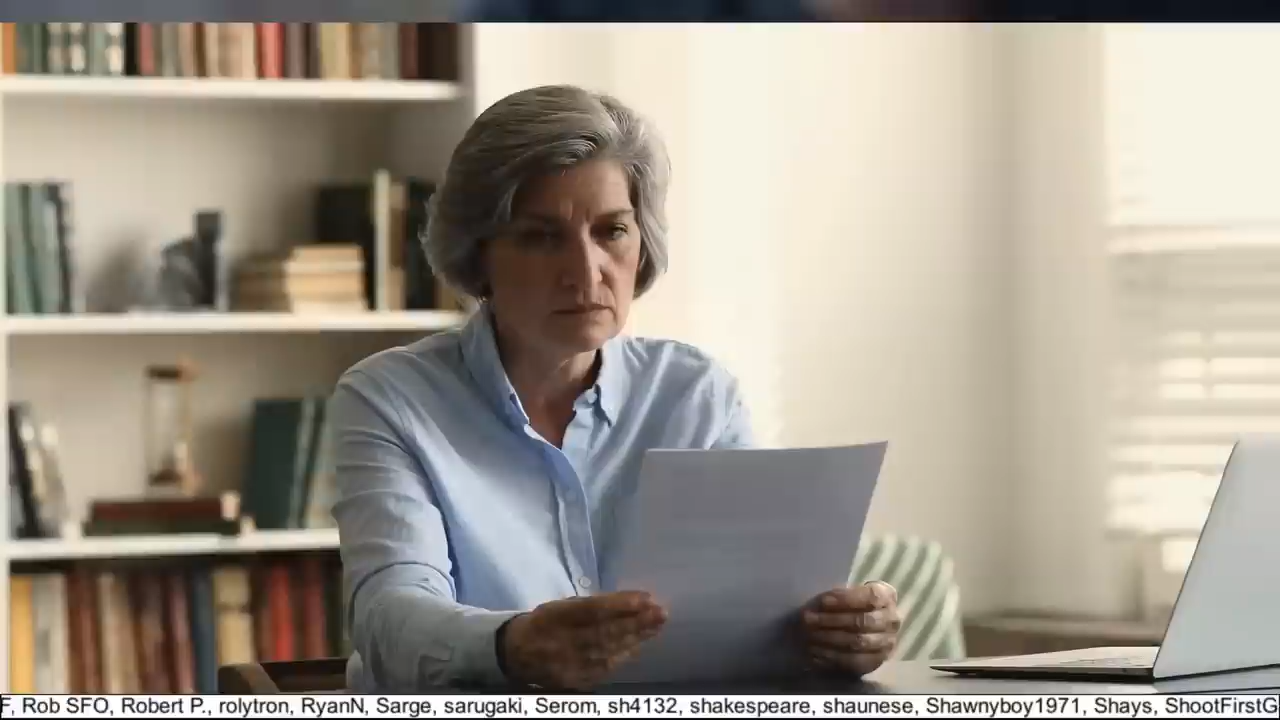 F, Rob SFO, Robert P., rolytron, RyanN, Sarge, sarugaki, Serom, sh4132, shakespeare, shaunese, Shawnyboy1971, Shays, ShootFirstG